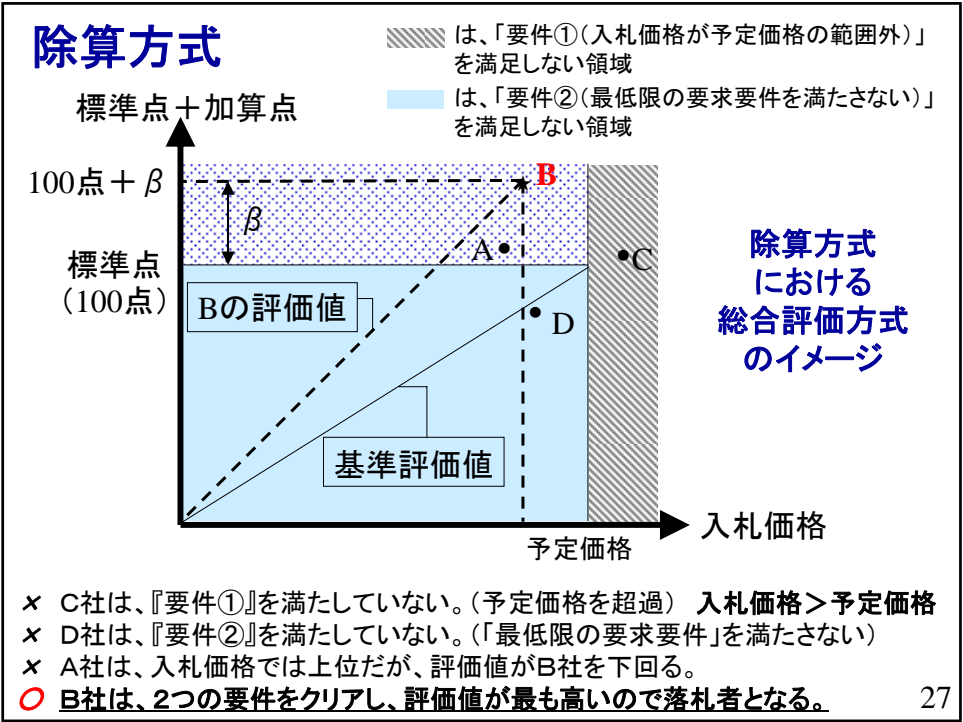 除算方式
は、「要件①（入札価格が予定価格の範囲外）」
を満足しない領域
は、「要件②（最低限の要求要件を満たさない）」
を満足しない領域
標準点＋加算点
100点＋β
B
β
A
C
標準点
（100点）
Bの評価値
D
除算方式
における
総合評価方式
のイメージ
基準評価値
入札価格
予定価格
× C社は、『要件①』を満たしていない。（予定価格を超過） 入札価格＞予定価格
× D社は、『要件②』を満たしていない。（「最低限の要求要件」を満たさない）
× A社は、入札価格では上位だが、評価値がB社を下回る。
○ B社は、２つの要件をクリアし、評価値が最も高いので落札者となる。
27